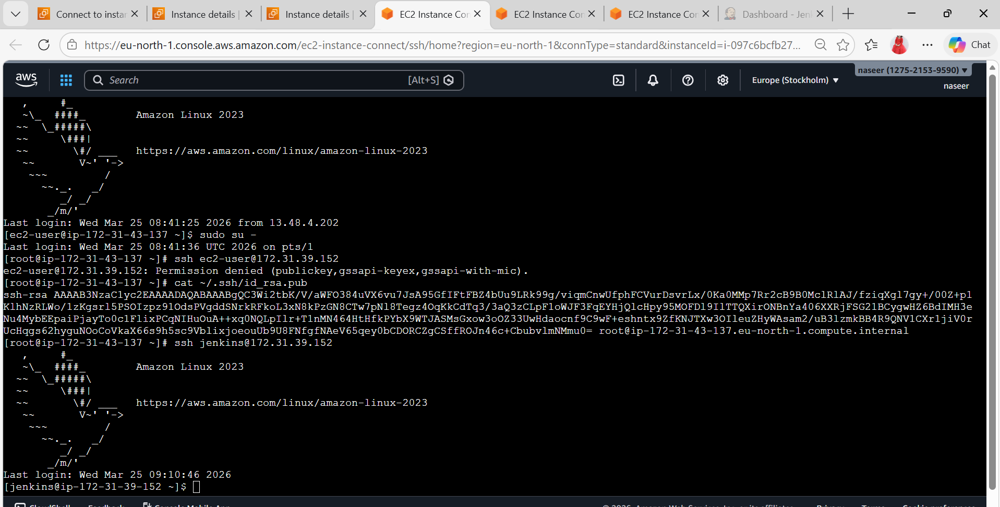 Connect to instan
Instance details |
Instance details |
EC2 Instance Con
EC2 Instance Con
EC2 Instance Con
Dashboard - Jenk
https://eu-north-1.console.aws.amazon.com/ec2-instance-connect/ssh/home?region=eu-north-1&connType=standard&instanceId=i-097c6bcfb27...
Chat
aws
Search
[Alt+S]
Europe (Stockholm)
naseer (1275-2153-9590)
naseer
   ,     #_
   ~\_  ####_        Amazon Linux 2023
  ~~  \_#####\
  ~~     \###|
  ~~       \#/ ___   https://aws.amazon.com/linux/amazon-linux-2023
   ~~       V~' '->
    ~~~         /
      ~~._.   _/
         _/ _/
       _/m/'
Last login: Wed Mar 25 08:41:25 2026 from 13.48.4.202
[ec2-user@ip-172-31-43-137 ~]$ sudo su -
Last login: Wed Mar 25 08:41:36 UTC 2026 on pts/1
[root@ip-172-31-43-137 ~]# ssh ec2-user@172.31.39.152
ec2-user@172.31.39.152: Permission denied (publickey,gssapi-keyex,gssapi-with-mic).
[root@ip-172-31-43-137 ~]# cat ~/.ssh/id_rsa.pub
ssh-rsa AAAAB3NzaC1yc2EAAAADAQABAAABgQC3Wi2tbK/V/aWFO384uVX6vu7JsA95GfIFtFBZ4bUu9LRk99g/viqmCnwUfphFCVurDsvrLx/0Ka0MMp7Rr2cB9B0MclRlAJ/fziqXgl7gy+/00Z+p1
KlhNzRLWo/1zKgsrl5PSOIzpz91OdsPVgddSNrkRFkoL3xN8kPzGN8CTw7pNl8Tegz4OqKkCdTq3/3aQ3zCLpF1oWJF3FqEYHjQlcHpy95MOFDl9IlTTQXirONBnYa406XXRjFSG21BCygwHZ6BdIMH3e
Nu4MybEEpaiPjayTo0c1FlixPCqNIHuOuA++xq0NQLpIlr+T1nMN464HtHfkPYbX9WTJASMsGxow3oOZ33UwHdaocnf9C9wF+eshntx9ZfKNJTXw3OIleuZHyWAsam2/uB3lzmkBB4R9QNV1CXr1jiV0r
UcHqgs62hyguNOoCoVkaX66s9h5sc9VblixjoeouUb9U8FNfgfNAeV65qey0bCDORCZgCSffROJn46c+CbubvlmNMmu0= root@ip-172-31-43-137.eu-north-1.compute.internal
[root@ip-172-31-43-137 ~]# ssh jenkins@172.31.39.152
   ,     #_
   ~\_  ####_        Amazon Linux 2023
  ~~  \_#####\
  ~~     \###|
  ~~       \#/ ___   https://aws.amazon.com/linux/amazon-linux-2023
   ~~       V~' '->
    ~~~         /
      ~~._.   _/
         _/ _/
       _/m/'
Last login: Wed Mar 25 09:10:46 2026
[jenkins@ip-172-31-39-152 ~]$
CloudShell Feedback Console Mobile App © 2026, Amazon Web Services, Inc. or its affiliates. Privacy Terms Cookie preferences